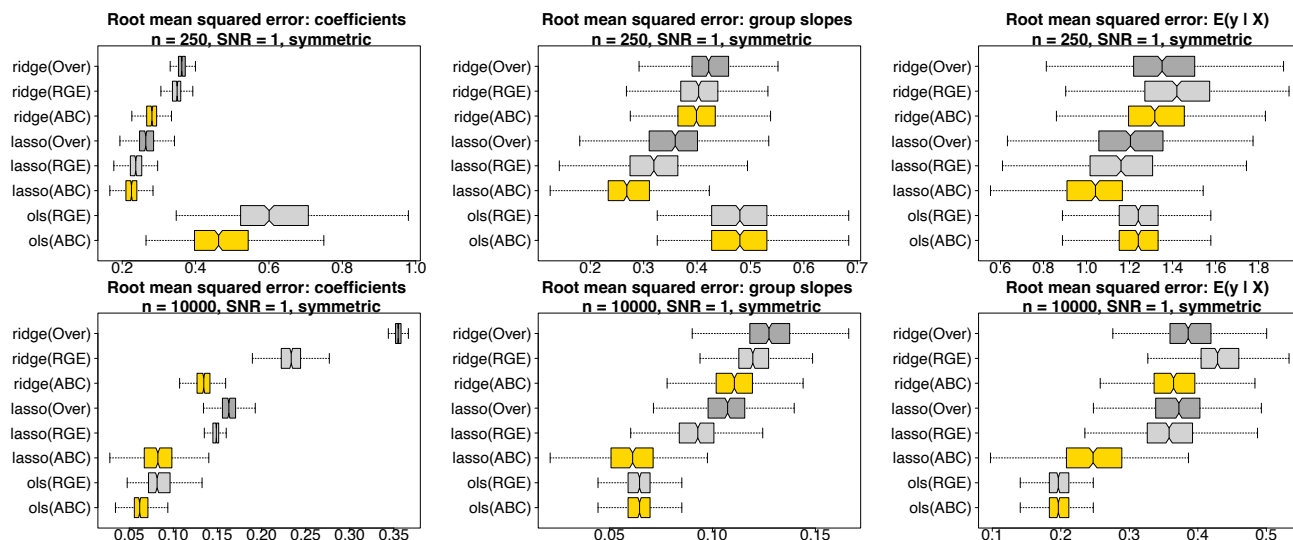 Root mean squared error: coefficients
n = 250, SNR = 1, symmetric
ridge(Over)
ridge(RGE)
ridge(ABC)
lasso(Over)
lasso(RGE)
lasso(ABC)
ols(RGE)
ols(ABC)
0.2 0.4 0.6 0.8 1.0
Root mean squared error: group slopes
n = 250, SNR = 1, symmetric
ridge(Over)
ridge(RGE)
ridge(ABC)
lasso(Over)
lasso(RGE)
lasso(ABC)
ols(RGE)
ols(ABC)
0.2 0.3 0.4 0.5 0.6 0.7
Root mean squared error: E(y | X)
n = 250, SNR = 1, symmetric
ridge(Over)
ridge(RGE)
ridge(ABC)
lasso(Over)
lasso(RGE)
lasso(ABC)
ols(RGE)
ols(ABC)
0.6 0.8 1.0 1.2 1.4 1.6 1.8
Root mean squared error: coefficients
n = 10000, SNR = 1, symmetric
ridge(Over)
ridge(RGE)
ridge(ABC)
lasso(Over)
lasso(RGE)
lasso(ABC)
ols(RGE)
ols(ABC)
0.05 0.10 0.15 0.20 0.25 0.30 0.35
Root mean squared error: group slopes
n = 10000, SNR = 1, symmetric
ridge(Over)
ridge(RGE)
ridge(ABC)
lasso(Over)
lasso(RGE)
lasso(ABC)
ols(RGE)
ols(ABC)
0.05 0.10 0.15
Root mean squared error: E(y | X)
n = 10000, SNR = 1, symmetric
ridge(Over)
ridge(RGE)
ridge(ABC)
lasso(Over)
lasso(RGE)
lasso(ABC)
ols(RGE)
ols(ABC)
0.1 0.2 0.3 0.4 0.5